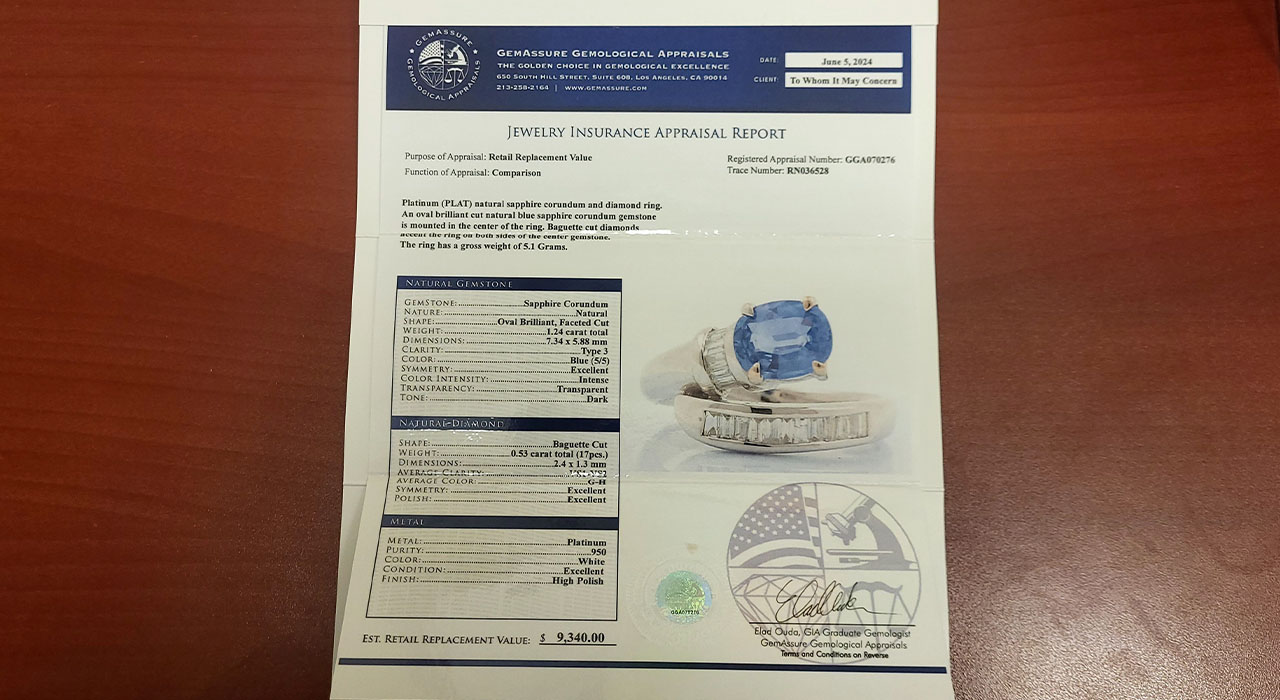 GEMASSURE
GEMOLOGICAL APPRAISALS
GEMASSURE GEMOLOGICAL APPRAISALS
THE GOLDEN CHOICE IN GEMOLOGICAL EXCELLENCE
650 SOUTH HILL STREET, SUITE 608, LOS ANGELES, CA 90014
213-258-2164 | WWW.GEMASSURE.COM
DATE: June 5, 2024
CLIENT: To Whom It May Concern
JEWELRY INSURANCE APPRAISAL REPORT
Purpose of Appraisal: Retail Replacement Value
Function of Appraisal: Comparison
Registered Appraisal Number: GGA070276
Trace Number: RN036528
Platinum (PLAT) natural sapphire corundum and diamond ring.
An oval brilliant cut natural blue sapphire corundum gemstone
is mounted in the center of the ring. Baguette cut diamonds
accent the ring on both sides of the center gemstone.
The ring has a gross weight of 5.1 Grams.
NATURAL GEMSTONE
GEMSTONE: Sapphire Corundum
NATURE: Natural
SHAPE: Oval Brilliant, Faceted Cut
WEIGHT: 1.24 carat total
DIMENSIONS: 7.34 x 5.88 mm
CLARITY: Type 3
COLOR: Blue (5/5)
SYMMETRY: Excellent
COLOR INTENSITY: Intense
TRANSPARENCY: Transparent
TONE: Dark
NATURAL DIAMOND
SHAPE: Baguette Cut
WEIGHT: 0.53 carat total (17pcs.)
DIMENSIONS: 2.4 x 1.3 mm
AVERAGE CLARITY:
AVERAGE COLOR: G-H
SYMMETRY: Excellent
POLISH: Excellent
METAL
METAL: Platinum
PURITY: 950
COLOR: White
CONDITION: Excellent
FINISH: High Polish
EST. RETAIL REPLACEMENT VALUE: $ 9,340.00
GGA070276
Elad Ouda, GIA Graduate Gemologist
GemAssure Gemological Appraisals
Terms and Conditions on Reverse